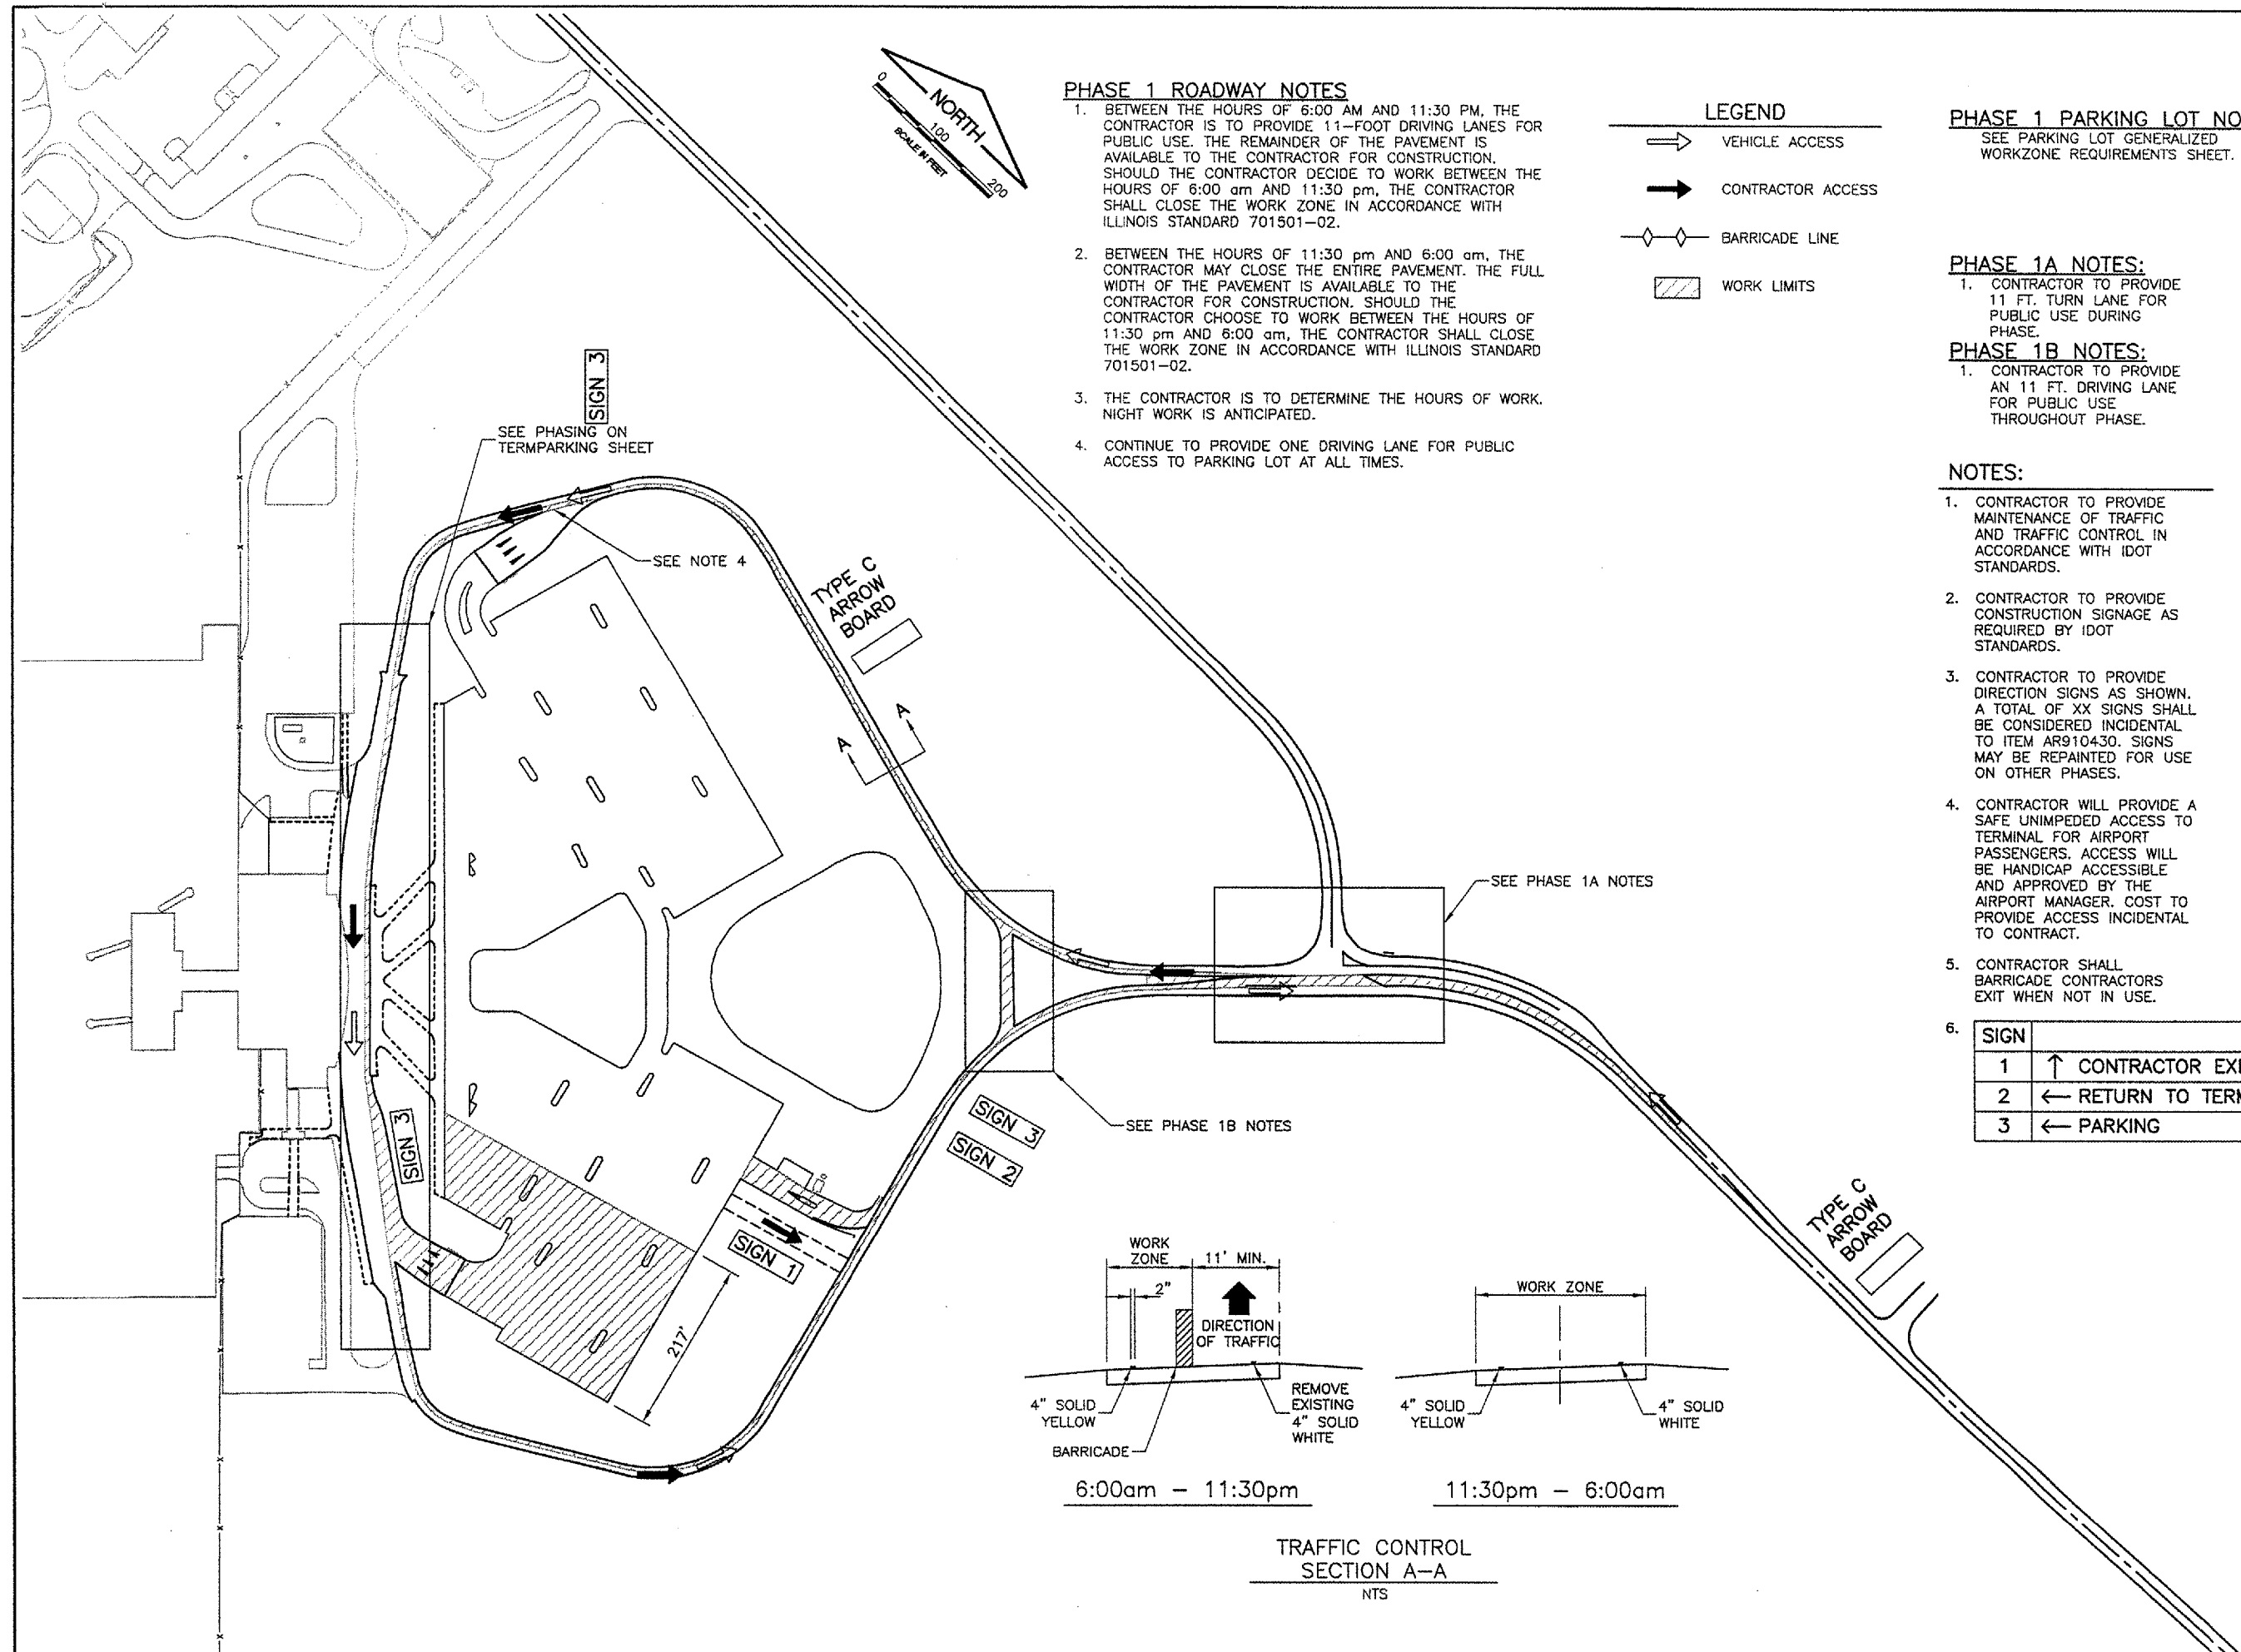 PHASE 1 ROADWAY NOTES
1. BETWEEN THE HOURS OF 6:00 AM AND 11:30 PM, THE
CONTRACTOR IS TO PROVIDE 11-FOOT DRIVING LANES FOR
PUBLIC USE. THE REMAINDER OF THE PAVEMENT IS
AVAILABLE TO THE CONTRACTOR FOR CONSTRUCTION.
SHOULD THE CONTRACTOR DECIDE TO WORK BETWEEN THE
HOURS OF 6:00 am AND 11:30 pm, THE CONTRACTOR
SHALL CLOSE THE WORK ZONE IN ACCORDANCE WITH
ILLINOIS STANDARD 701501-02.
2. BETWEEN THE HOURS OF 11:30 pm AND 6:00 am, THE
CONTRACTOR MAY CLOSE THE ENTIRE PAVEMENT. THE FULL
WIDTH OF THE PAVEMENT IS AVAILABLE TO THE
CONTRACTOR FOR CONSTRUCTION. SHOULD THE
CONTRACTOR CHOOSE TO WORK BETWEEN THE HOURS OF
11:30 pm AND 6:00 am, THE CONTRACTOR SHALL CLOSE
THE WORK ZONE IN ACCORDANCE WITH ILLINOIS STANDARD
701501-02.
3. THE CONTRACTOR IS TO DETERMINE THE HOURS OF WORK.
NIGHT WORK IS ANTICIPATED.
4. CONTINUE TO PROVIDE ONE DRIVING LANE FOR PUBLIC
ACCESS TO PARKING LOT AT ALL TIMES.
0
NORTH
100
SCALE IN FEET
200
LEGEND
VEHICLE ACCESS
CONTRACTOR ACCESS
BARRICADE LINE
WORK LIMITS
PHASE 1 PARKING LOT NO
SEE PARKING LOT GENERALIZED
WORKZONE REQUIREMENTS SHEET.
PHASE 1A NOTES:
1. CONTRACTOR TO PROVIDE
11 FT. TURN LANE FOR
PUBLIC USE DURING
PHASE.
PHASE 1B NOTES:
1. CONTRACTOR TO PROVIDE
AN 11 FT. DRIVING LANE
FOR PUBLIC USE
THROUGHOUT PHASE.
NOTES:
1. CONTRACTOR TO PROVIDE
MAINTENANCE OF TRAFFIC
AND TRAFFIC CONTROL IN
ACCORDANCE WITH IDOT
STANDARDS.
2. CONTRACTOR TO PROVIDE
CONSTRUCTION SIGNAGE AS
REQUIRED BY IDOT
STANDARDS.
3. CONTRACTOR TO PROVIDE
DIRECTION SIGNS AS SHOWN.
A TOTAL OF XX SIGNS SHALL
BE CONSIDERED INCIDENTAL
TO ITEM AR910430. SIGNS
MAY BE REPAINTED FOR USE
ON OTHER PHASES.
4. CONTRACTOR WILL PROVIDE A
SAFE UNIMPEDED ACCESS TO
TERMINAL FOR AIRPORT
PASSENGERS. ACCESS WILL
BE HANDICAP ACCESSIBLE
AND APPROVED BY THE
AIRPORT MANAGER. COST TO
PROVIDE ACCESS INCIDENTAL
TO CONTRACT.
5. CONTRACTOR SHALL
BARRICADE CONTRACTORS
EXIT WHEN NOT IN USE.
6. SIGN
1 ↑ CONTRACTOR EXI
2 ← RETURN TO TERM
3 ← PARKING
SIGN 3
SEE PHASING ON
TERMPARKING SHEET
SEE NOTE 4
TYPE C
ARROW
BOARD
A
A
SEE PHASE 1A NOTES
SEE PHASE 1B NOTES
SIGN 3
SIGN 2
SIGN 3
SIGN 1
217'
TYPE C
ARROW
BOARD
WORK
ZONE
11' MIN.
2"
DIRECTION
OF TRAFFIC
4" SOLID
YELLOW
BARRICADE
REMOVE
EXISTING
4" SOLID
WHITE
6:00am - 11:30pm
WORK ZONE
4" SOLID
YELLOW
4" SOLID
WHITE
11:30pm - 6:00am
TRAFFIC CONTROL
SECTION A-A
NTS